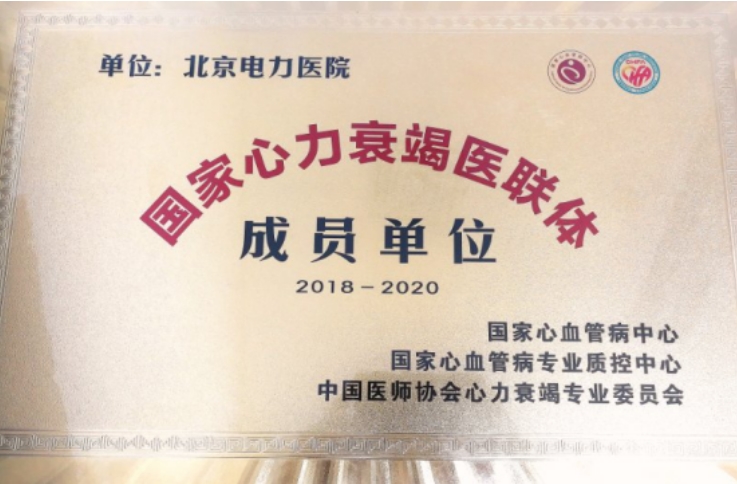 单位：北京电力医院
国家心力衰竭医联体
成员单位
2018－2020
国家心血管病中心
国家心血管病专业质控中心
中国医师协会心力衰竭专业委员会